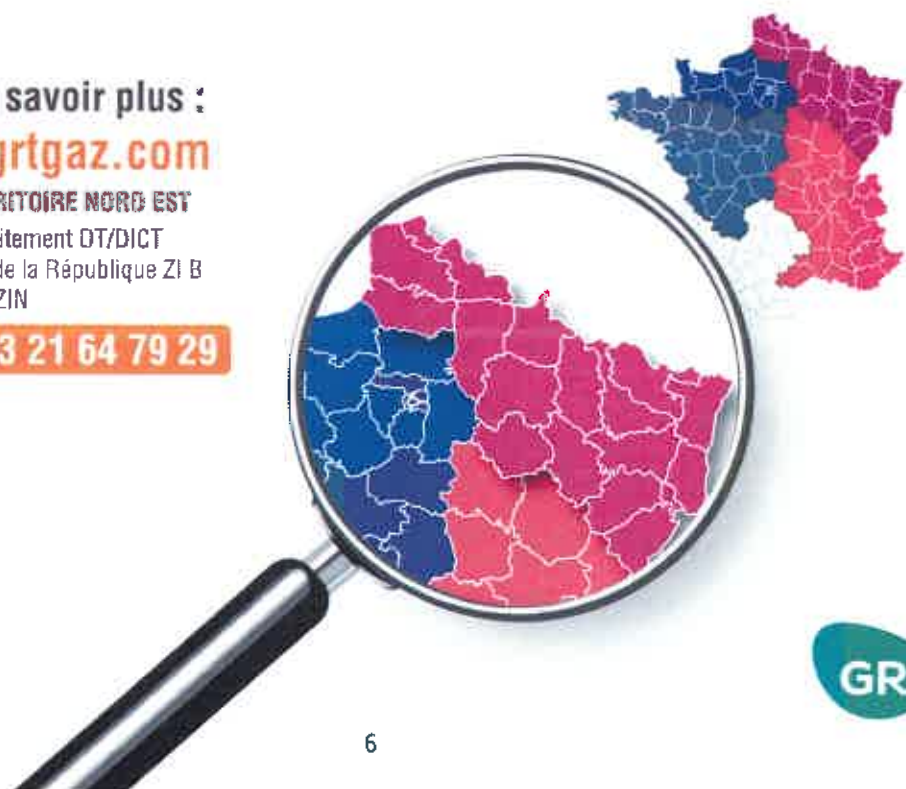 savoir plus :
grtgaz.com
RITOIRE NORD EST
itement DT/DICT
de la République ZI B
ZIN
3 21 64 79 29
GR
6